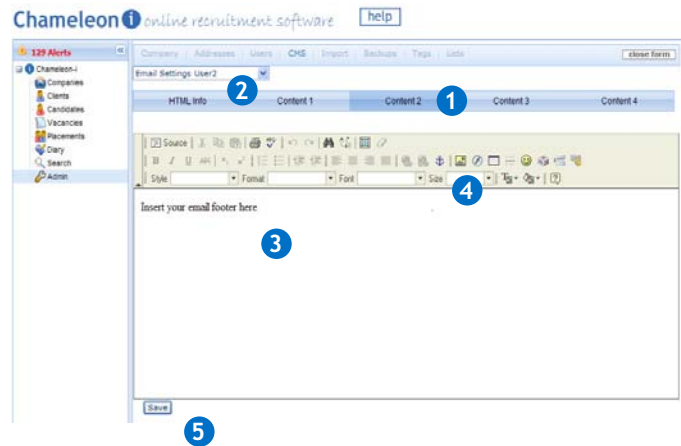 Chameleon i online recruitment software help
129 Alerts
Company Addresses Users CMS Import Backups Tags Lists close form
Chameleon-i
Companies
Clients
Candidates
Vacancies
Placements
Diary
Search
Admin
Email Settings User2
2
HTML Info Content 1 Content 2 1 Content 3 Content 4
Source
B I U
Style Format Font Size
4
Insert your email footer here
3
Save
5